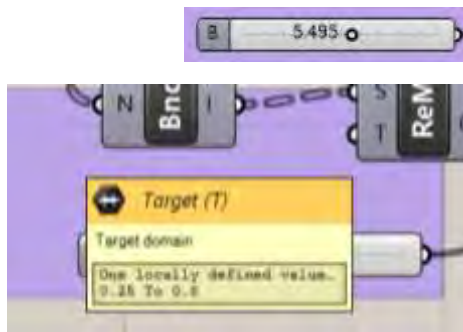 B 5.495
N Bnd I S
T ReM
Target (T)
Target domain
One locally defined value…
0.25 To 0.8